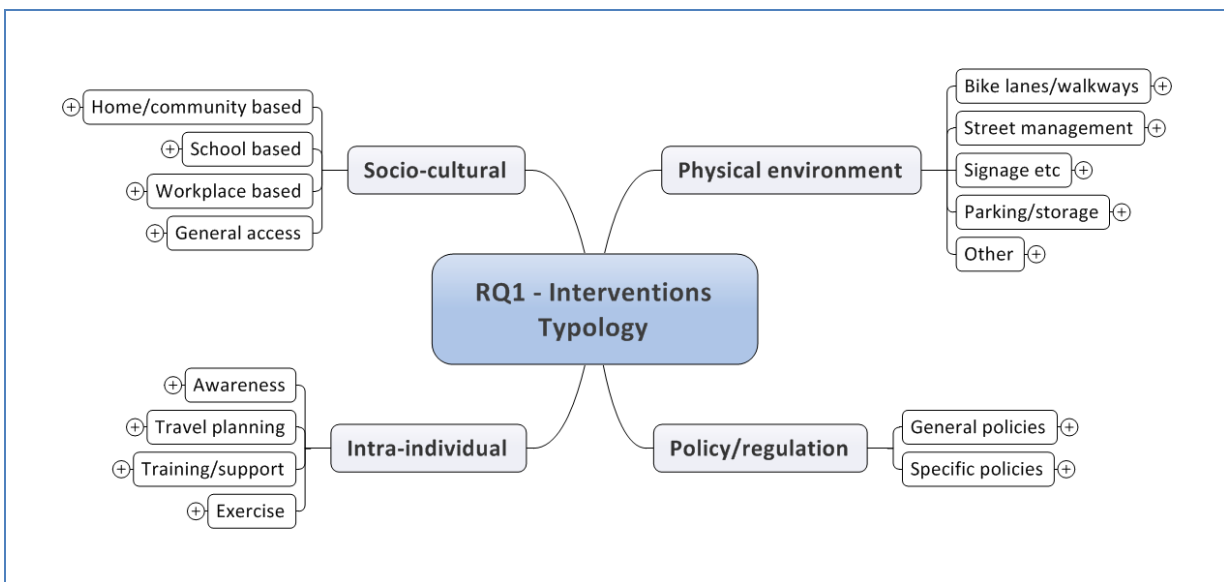 Home/community based
School based
Workplace based
General access
Socio-cultural
Physical environment
Bike lanes/walkways
Street management
Signage etc
Parking/storage
Other
RQ1 - Interventions
Typology
Awareness
Travel planning
Training/support
Exercise
Intra-individual
Policy/regulation
General policies
Specific policies